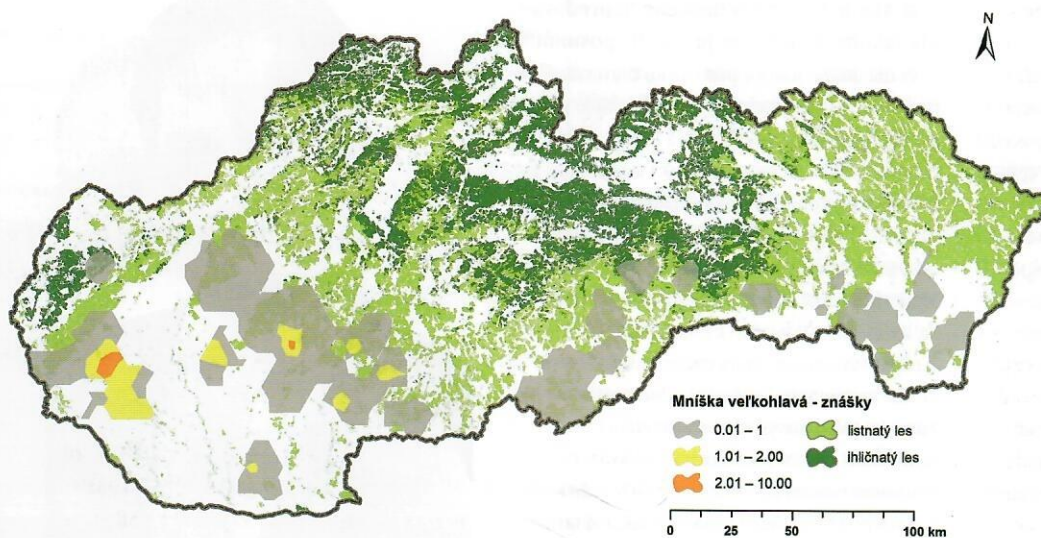 N
Mníška veľkohlavá - znášky
0.01 – 1
listnatý les
1.01 – 2.00
ihličnatý les
2.01 – 10.00
0 25 50 100 km